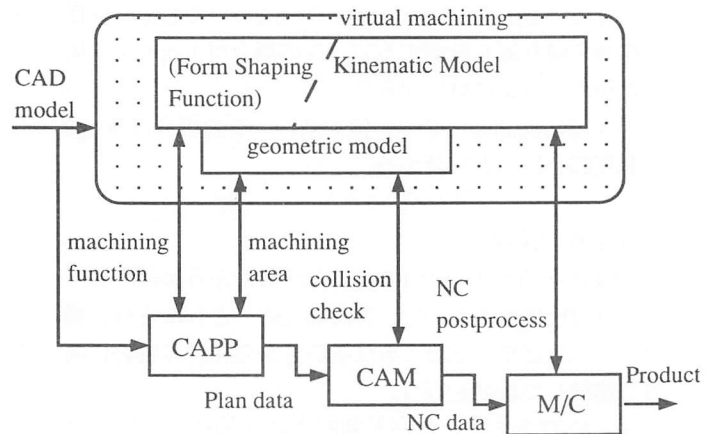 virtual machining
CAD
model
(Form Shaping
Function)
Kinematic Model
geometric model
machining
function
machining
area
collision
check
NC
postprocess
CAPP
CAM
M/C
Plan data
NC data
Product